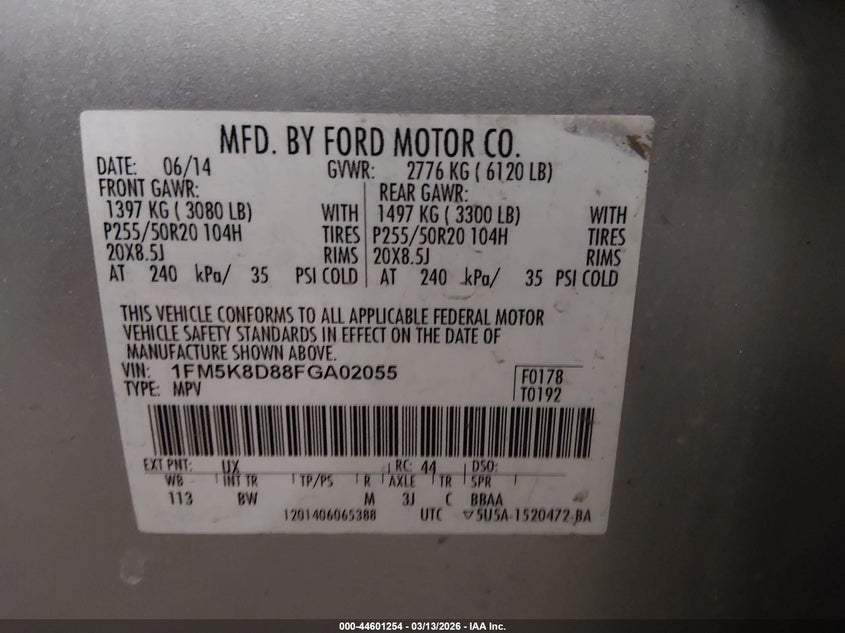 MFD. BY FORD MOTOR CO.
DATE: 06/14 GVWR: 2776 KG ( 6120 LB)
FRONT GAWR: REAR GAWR:
1397 KG ( 3080 LB) WITH 1497 KG ( 3300 LB) WITH
P255/50R20 104H TIRES P255/50R20 104H TIRES
20X8.5J RIMS 20X8.5J RIMS
AT 240 kPa/ 35 PSI COLD AT 240 kPa/ 35 PSI COLD
THIS VEHICLE CONFORMS TO ALL APPLICABLE FEDERAL MOTOR
VEHICLE SAFETY STANDARDS IN EFFECT ON THE DATE OF
MANUFACTURE SHOWN ABOVE.
VIN: 1FM5K8D88FGA02055 F0178
TYPE: MPV T0192
EXT PNT: UX RC: 44 DSO:
WB INT TR TP/PS R AXLE TR SPR
113 BW M 3J C BBAA
1201406065388 UTC ▽5U5A-1520472-BA
000-44601254 | 03/13/2026 - IAA Inc.